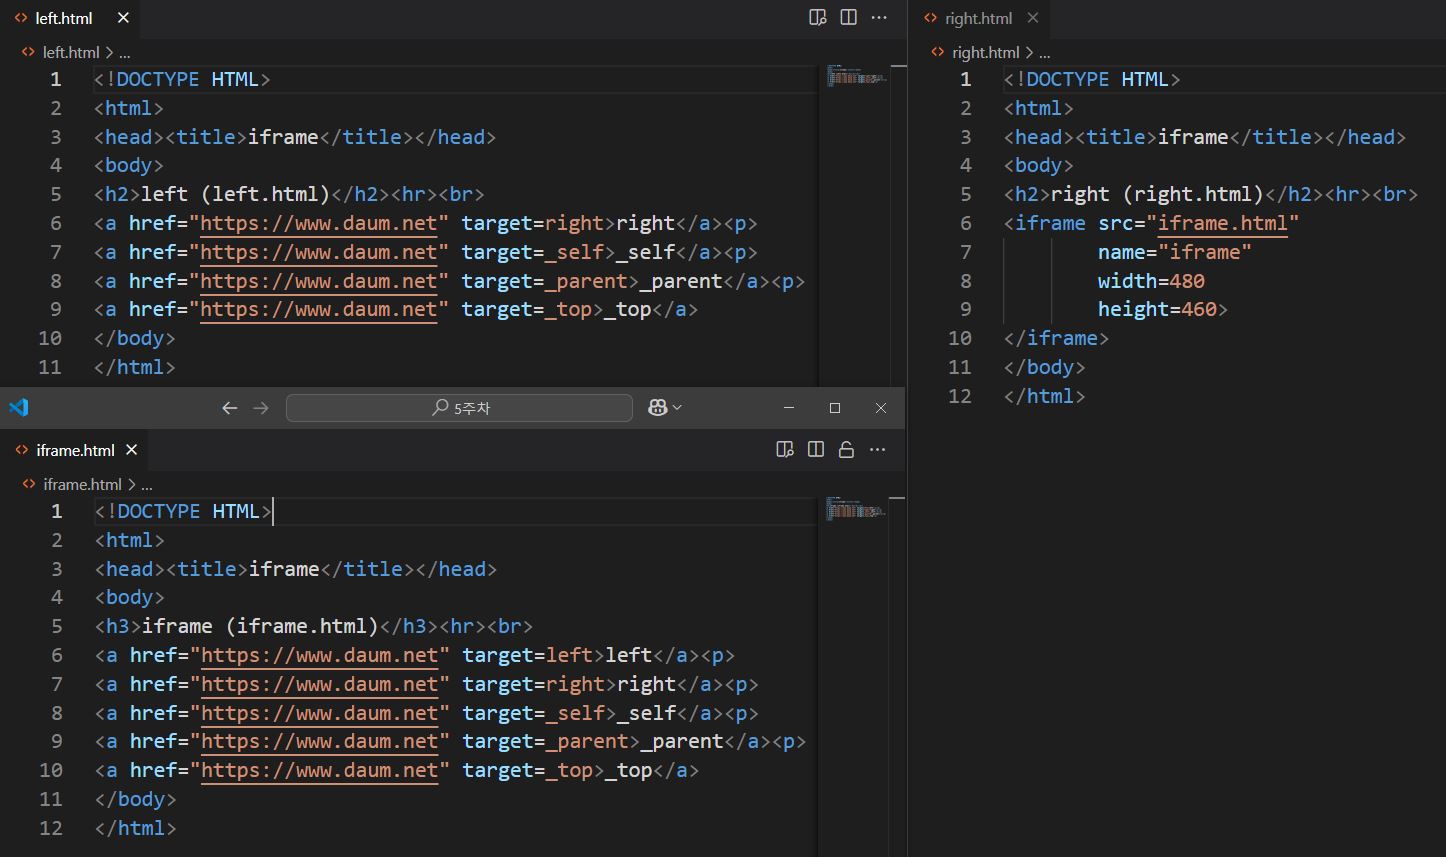 left.html
left.html > ...
1 <!DOCTYPE HTML>
2 <html>
3 <head><title>iframe</title></head>
4 <body>
5 <h2>left (left.html)</h2><hr><br>
6 <a href="https://www.daum.net" target=right>right</a><p>
7 <a href="https://www.daum.net" target=_self>_self</a><p>
8 <a href="https://www.daum.net" target=_parent>_parent</a><p>
9 <a href="https://www.daum.net" target=_top>_top</a>
10 </body>
11 </html>
right.html
right.html > ...
1 <!DOCTYPE HTML>
2 <html>
3 <head><title>iframe</title></head>
4 <body>
5 <h2>right (right.html)</h2><hr><br>
6 <iframe src="iframe.html"
7 name="iframe"
8 width=480
9 height=460>
10 </iframe>
11 </body>
12 </html>
5주차
iframe.html
iframe.html > ...
1 <!DOCTYPE HTML>
2 <html>
3 <head><title>iframe</title></head>
4 <body>
5 <h3>iframe (iframe.html)</h3><hr><br>
6 <a href="https://www.daum.net" target=left>left</a><p>
7 <a href="https://www.daum.net" target=right>right</a><p>
8 <a href="https://www.daum.net" target=_self>_self</a><p>
9 <a href="https://www.daum.net" target=_parent>_parent</a><p>
10 <a href="https://www.daum.net" target=_top>_top</a>
11 </body>
12 </html>